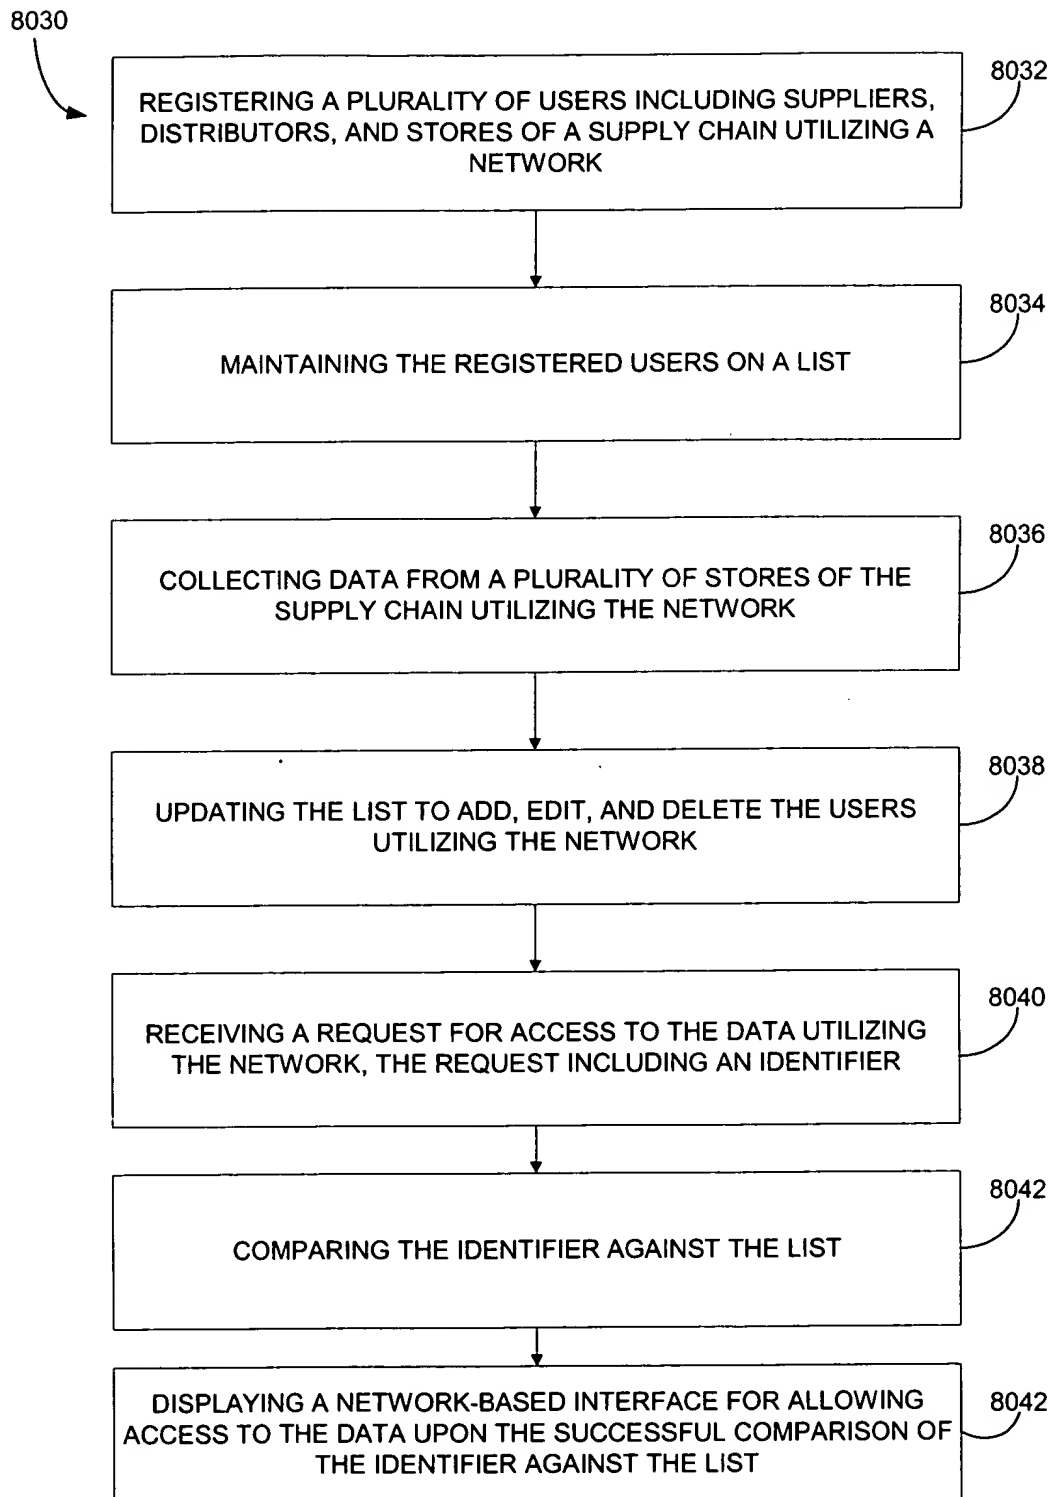 8030
8032
REGISTERING A PLURALITY OF USERS INCLUDING SUPPLIERS,
DISTRIBUTORS, AND STORES OF A SUPPLY CHAIN UTILIZING A
NETWORK
8034
MAINTAINING THE REGISTERED USERS ON A LIST
8036
COLLECTING DATA FROM A PLURALITY OF STORES OF THE
SUPPLY CHAIN UTILIZING THE NETWORK
8038
UPDATING THE LIST TO ADD, EDIT, AND DELETE THE USERS
UTILIZING THE NETWORK
8040
RECEIVING A REQUEST FOR ACCESS TO THE DATA UTILIZING
THE NETWORK, THE REQUEST INCLUDING AN IDENTIFIER
8042
COMPARING THE IDENTIFIER AGAINST THE LIST
8042
DISPLAYING A NETWORK-BASED INTERFACE FOR ALLOWING
ACCESS TO THE DATA UPON THE SUCCESSFUL COMPARISON OF
THE IDENTIFIER AGAINST THE LIST